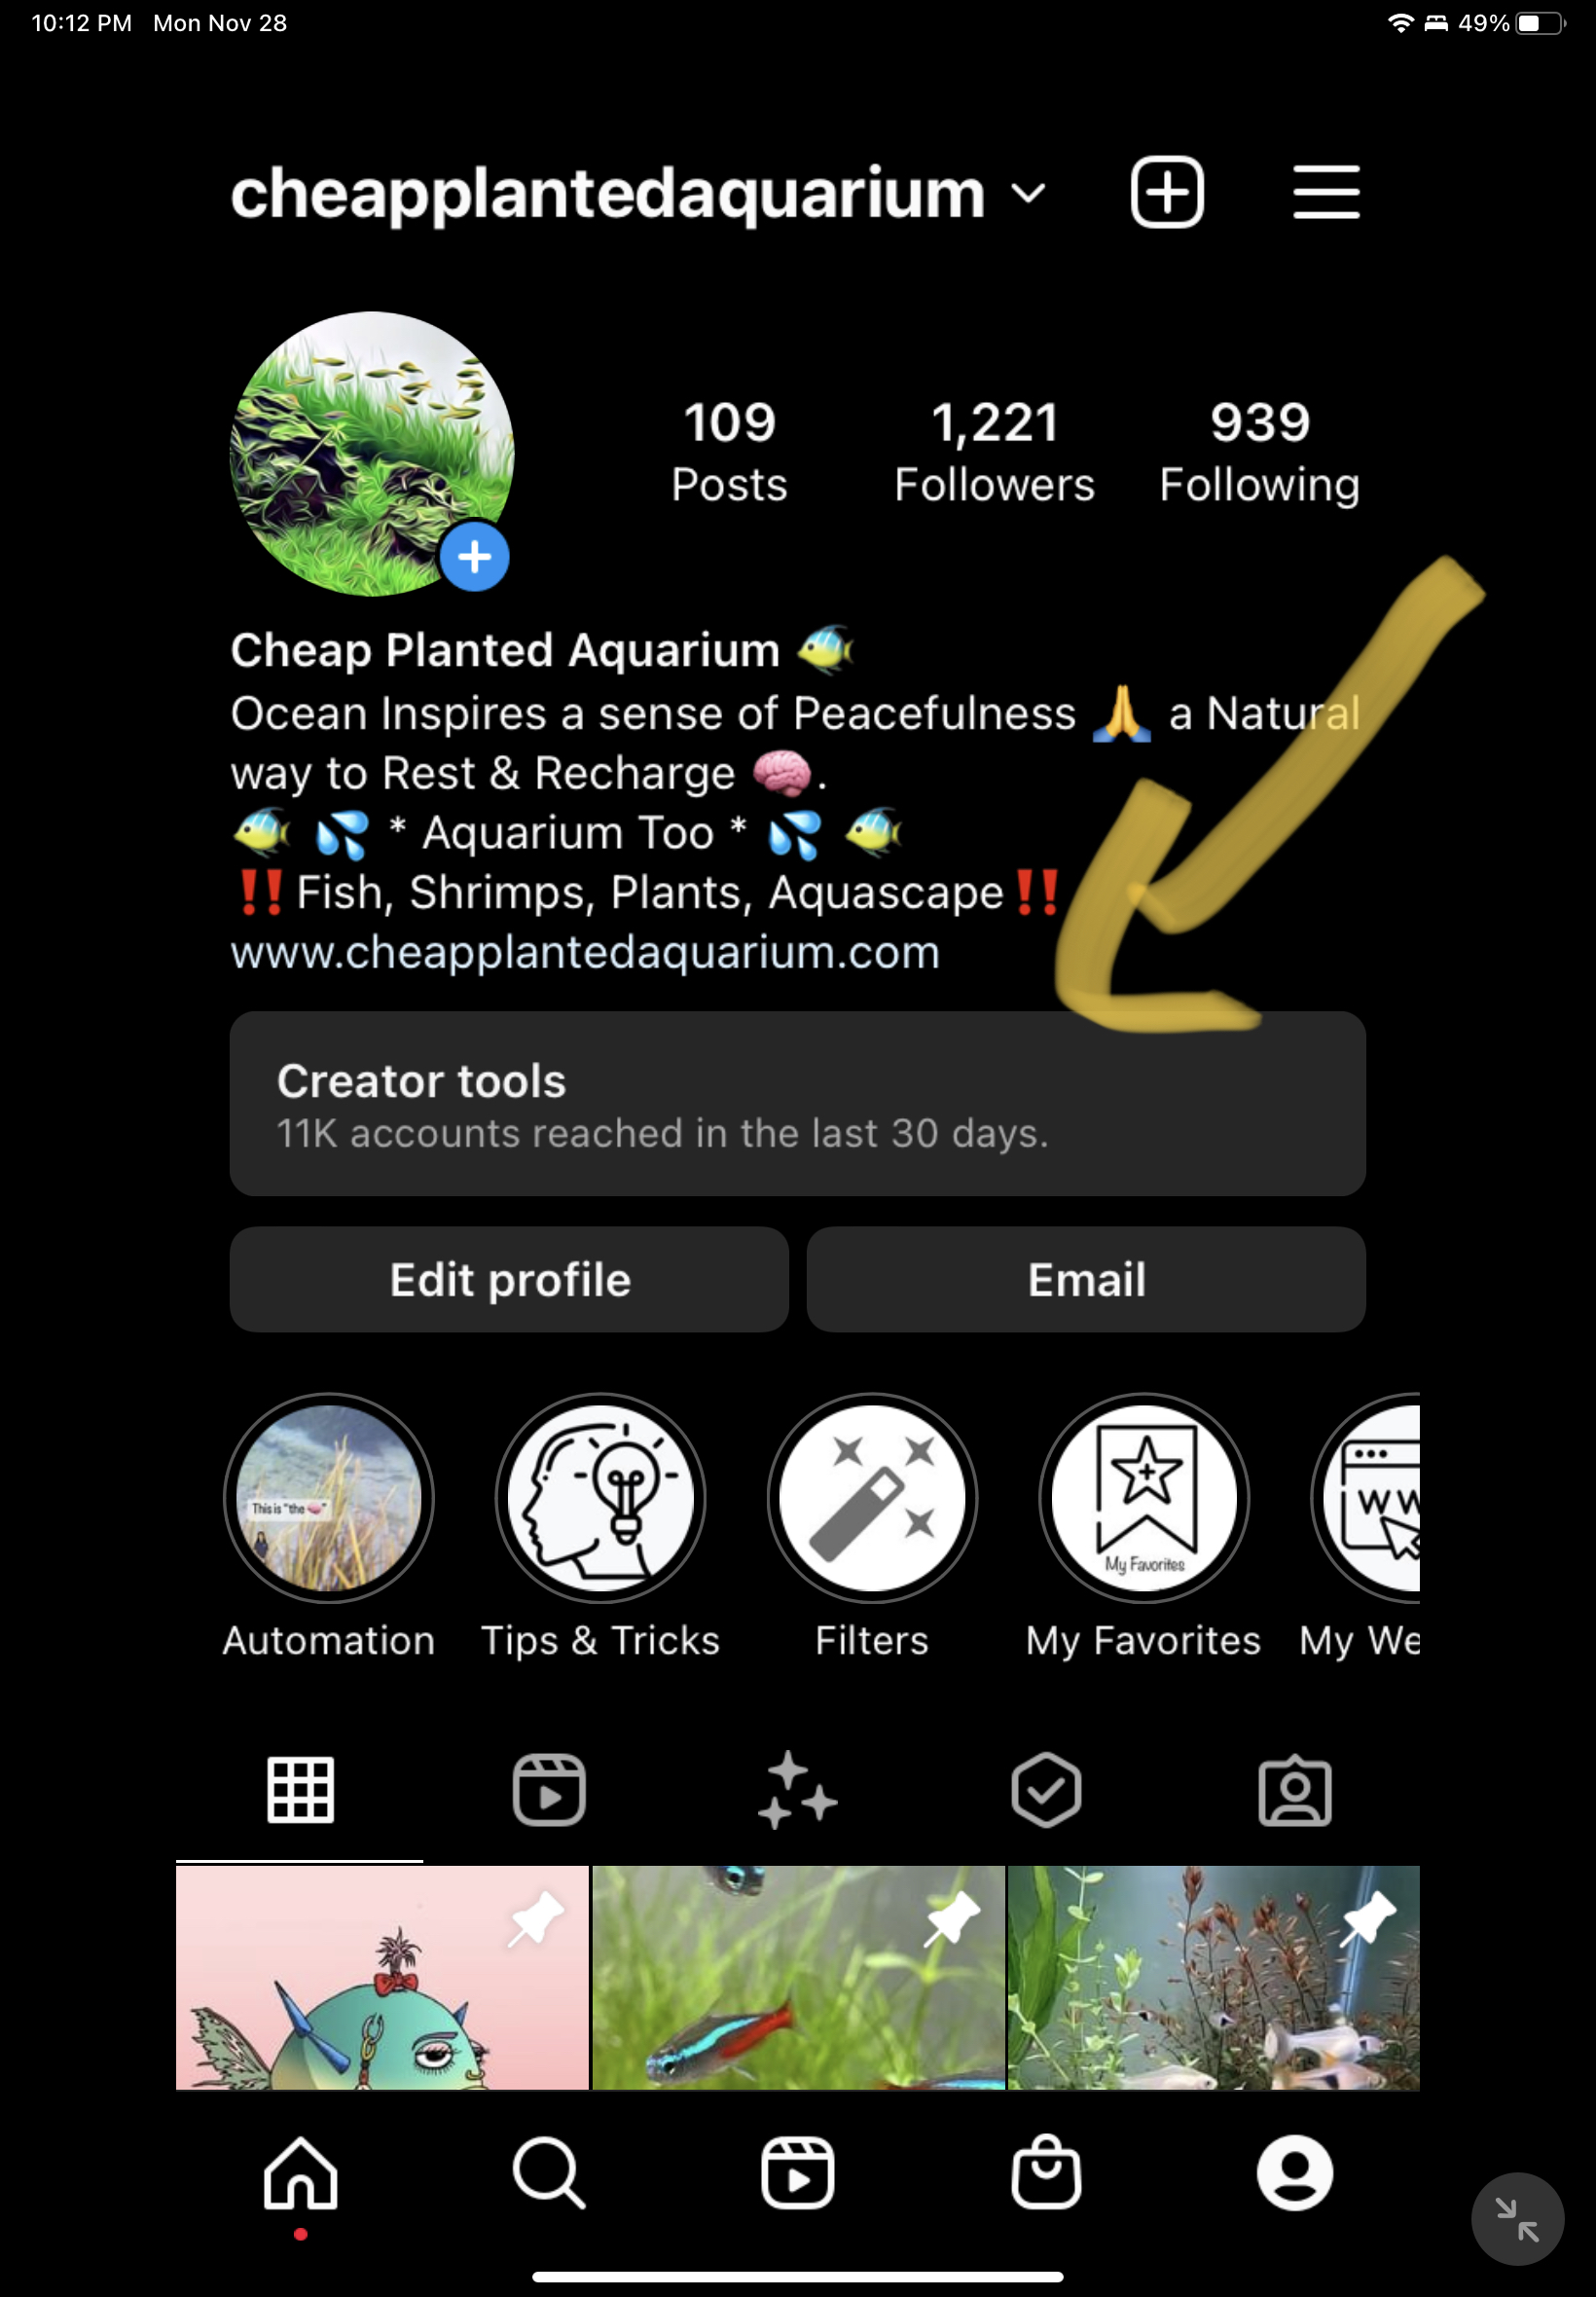 10:12 PM Mon Nov 28 49%
cheapplantedaquarium
109 1,221 939
Posts Followers Following
Cheap Planted Aquarium 🐠
Ocean Inspires a sense of Peacefulness 🙏 a Natural
way to Rest & Recharge 🧠.
🐠 💦 * Aquarium Too * 💦 🐠
‼️Fish, Shrimps, Plants, Aquascape‼️
www.cheapplantedaquarium.com
Creator tools
11K accounts reached in the last 30 days.
Edit profile Email
This is "the 🧠"
WW
My Favorites
Automation Tips & Tricks Filters My Favorites My We